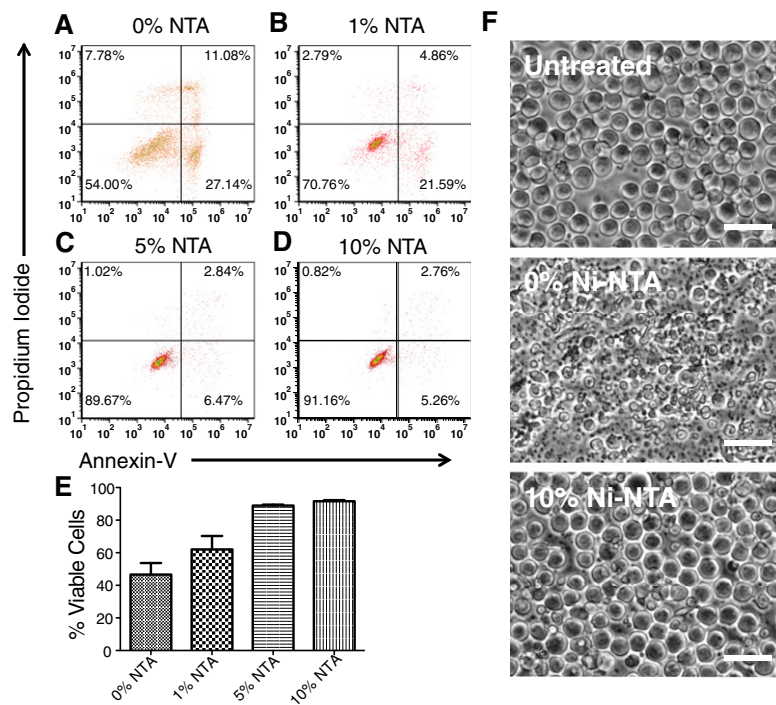 A
0% NTA
7.78%
11.08%
54.00%
27.14%
10⁷
10⁶
10⁵
10⁴
10³
10²
10¹
10¹ 10² 10³ 10⁴ 10⁵ 10⁶ 10⁷
B
1% NTA
2.79%
4.86%
70.76%
21.59%
10⁷
10⁶
10⁵
10⁴
10³
10²
10¹
10¹ 10² 10³ 10⁴ 10⁵ 10⁶ 10⁷
C
5% NTA
1.02%
2.84%
89.67%
6.47%
10⁷
10⁶
10⁵
10⁴
10³
10²
10¹
10¹ 10² 10³ 10⁴ 10⁵ 10⁶ 10⁷
D
10% NTA
0.82%
2.76%
91.16%
5.26%
10⁷
10⁶
10⁵
10⁴
10³
10²
10¹
10¹ 10² 10³ 10⁴ 10⁵ 10⁶ 10⁷
Propidium Iodide
Annexin-V
E
% Viable Cells
100
80
60
40
20
0
0% NTA
1% NTA
5% NTA
10% NTA
F
Untreated
0% Ni-NTA
10% Ni-NTA